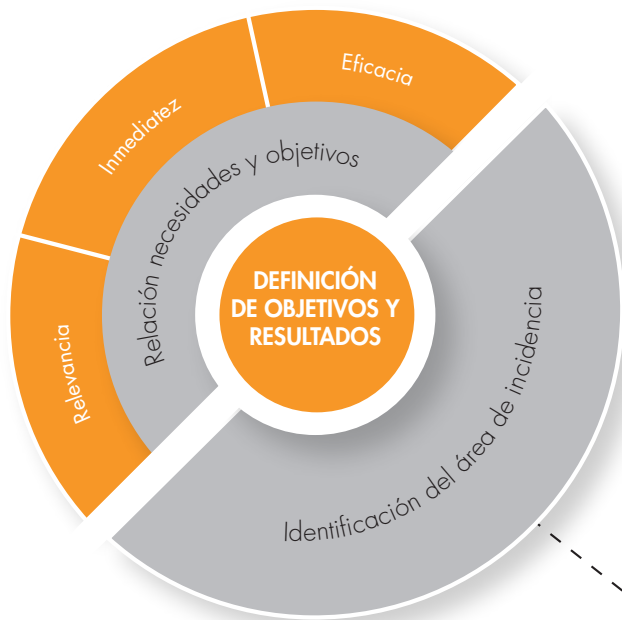 Eficacia
Inmediatez
Relevancia
Relación necesidades y objetivos
DEFINICIÓN
DE OBJETIVOS Y
RESULTADOS
Identificación del área de incidencia